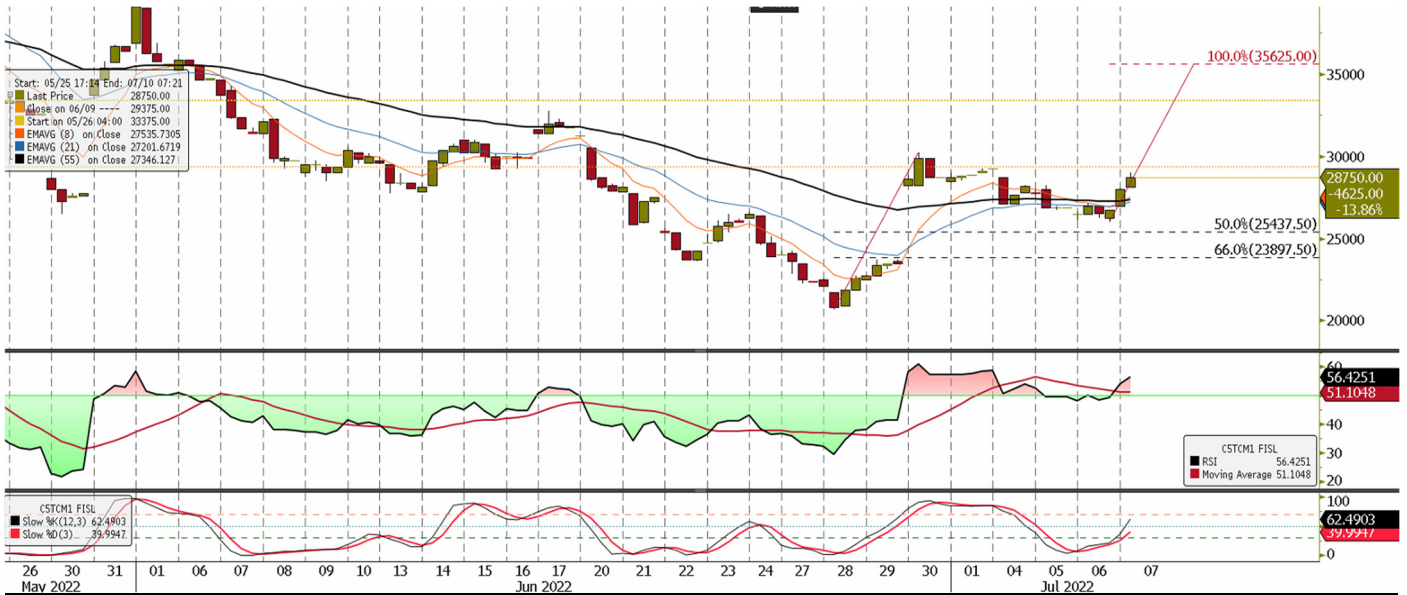 100.0%(35625.00)
35000
Start: 05/25 17:14 End: 07/10 07:21
Last Price 28750.00
Close on 06/09 ---- 29375.00
Start on 05/26 04:00 33375.00
EMAVG (8) on Close 27535.7305
EMAVG (21) on Close 27201.6719
EMAVG (55) on Close 27346.127
30000
28750.00
-4625.00
-13.86%
50.0%(25437.50)
25000
66.0%(23897.50)
20000
60
56.4251
51.1048
40
30
20
C5TCM1 FISL
RSI 56.4251
Moving Average 51.1048
C5TCM1 FISL
Slow %K(12,3) 62.4903
Slow %D(3) 39.9947
100
62.4903
39.9947
0
26 30 31 01 06 07 08 09 10 13 14 15 16 17 20 21 22 23 24 27 28 29 30 01 04 05 06 07
May 2022 Jun 2022 Jul 2022